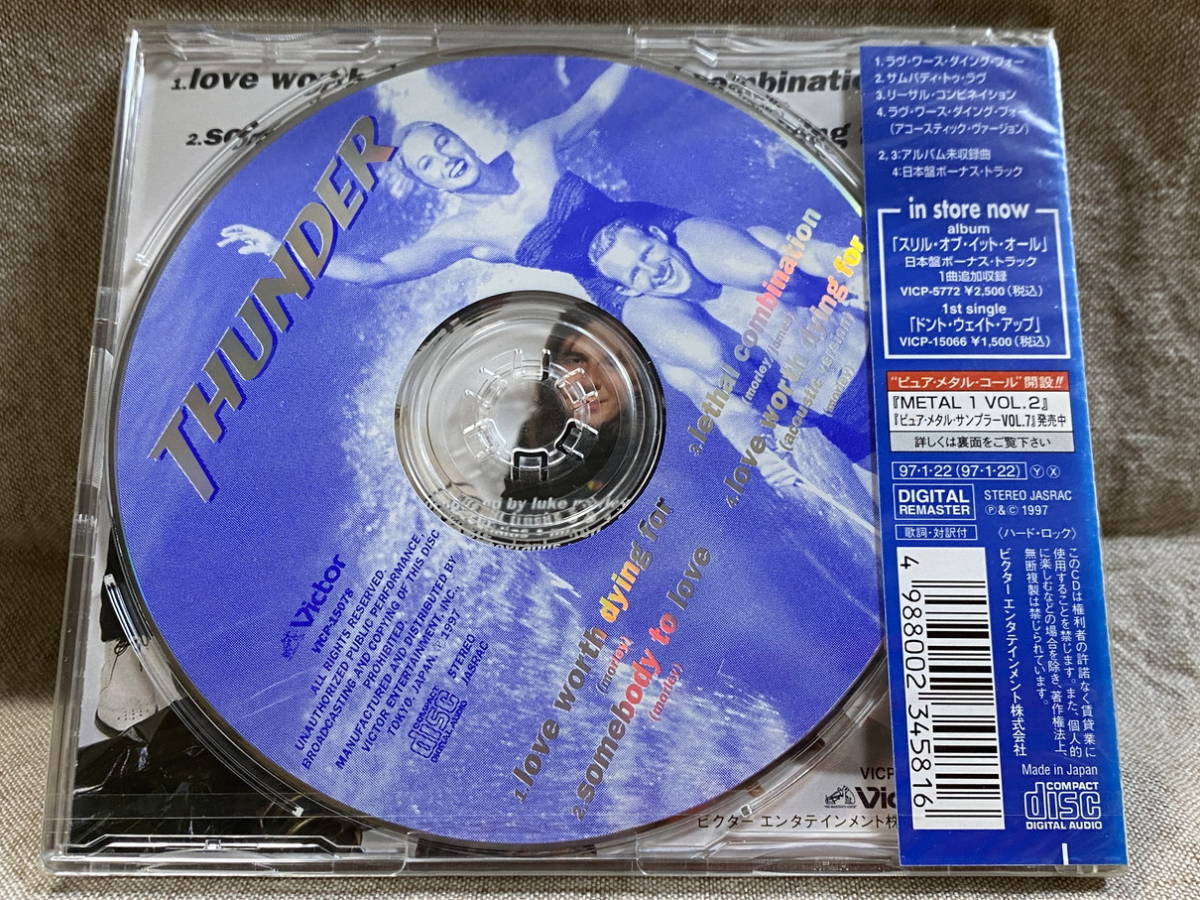 1.love worth
combination
2.
THUNDER
1.love worth dying for
(morley)
2.somebody to love
(morley)
3.lethal combination
(morley/james)
4.love worth dying for
(acoustic version)
(morley)
Victor
VICP-15078
ALL RIGHTS RESERVED.
UNAUTHORIZED PUBLIC PERFORMANCE,
BROADCASTING AND COPYING OF THIS DISC
PROHIBITED.
MANUFACTURED AND DISTRIBUTED BY
VICTOR ENTERTAINMENT, INC.,
TOKYO, JAPAN. ℗1997
COMPACT
disc
DIGITAL AUDIO
STEREO
JASRAC
by luke
VICP
Vic
ビクター エンタテインメント株
1.ラヴ・ワース・ダイング・フォー
2.サムバディ・トゥ・ラヴ
3.リーサル・コンビネイション
4.ラヴ・ワース・ダイング・フォー
(アコースティック・ヴァージョン)
2, 3:アルバム未収録曲
4:日本盤ボーナス・トラック
in store now
album
「スリル・オブ・イット・オール」
日本盤ボーナス・トラック
1曲追加収録
VICP-5772 ¥2,500(税込)
1st single
「ドント・ウェイト・アップ」
VICP-15066 ¥1,500(税込)
“ピュア・メタル・コール”開設!!
『METAL 1 VOL.2』
『ピュア・メタル・サンプラーVOL.7』発売中
詳しくは裏面をご覧下さい
97・1・22 (97・1・22) Ⓨ Ⓧ
DIGITAL
REMASTER
STEREO JASRAC
℗&© 1997
歌詞・対訳付
〈ハード・ロック〉
このCDは権利者の許諾なく賃貸業に
使用することを禁じます。また、個人的
に楽しむなどの場合を除き、著作権法上、
無断複製は禁じられています。
ビクター エンタテインメント株式会社
4 988002 345816
Made in Japan
COMPACT
disc
DIGITAL AUDIO